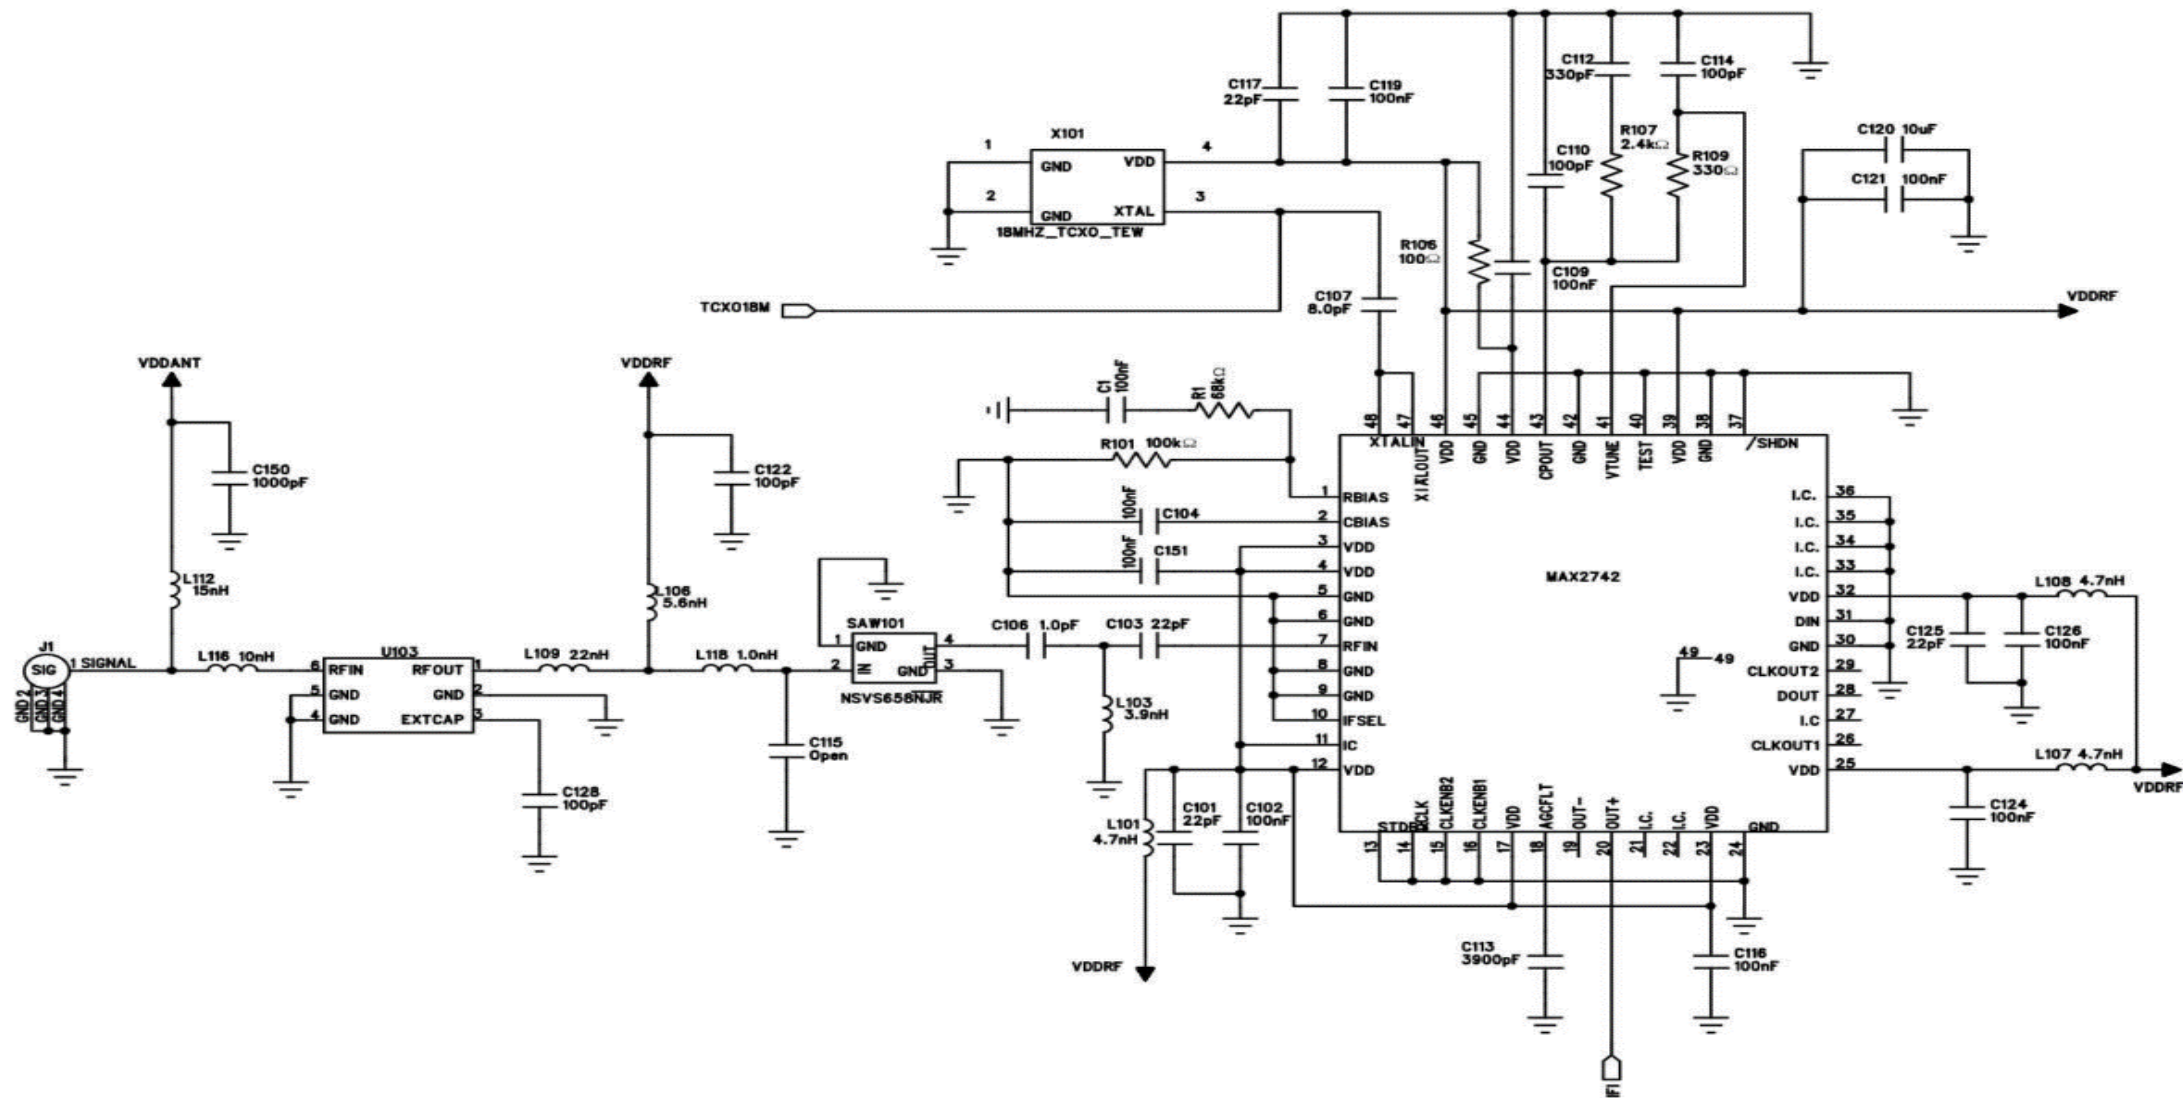 C117
22pF
C119
100nF
C112
330pF
C114
100pF
X101
1
GND
VDD
4
2
GND
XTAL
3
18MHZ_TCXO_TEW
C110
100pF
R107
2.4kΩ
R109
330Ω
C120 10uF
C121 100nF
R106
100Ω
C109
100nF
TCXO18M
C107
8.0pF
VDDRF
VDDANT
VDDRF
C150
1000pF
C122
100pF
C1
100nF
R1
68kΩ
R101 100kΩ
100nF
C104
100nF
C151
L112
15nH
L106
5.6nH
J1
SIG
1 SIGNAL
GND 2
GND 3
GND 4
L116 10nH
U103
6
RFIN
RFOUT
1
5
GND
GND
2
4
GND
EXTCAP
3
L109 22nH
L118 1.0nH
C115
Open
C128
100pF
SAW101
1
GND
OUT
4
2
IN
GND
3
NSVS658NJR
C106 1.0pF
C103 22pF
L103
3.9nH
48
47
46
45
44
43
42
41
40
39
38
37
XTALIN
XTALOUT
VDD
GND
VDD
CPOUT
GND
VTUNE
TEST
VDD
GND
/SHDN
1 RBIAS
2 CBIAS
3 VDD
4 VDD
5 GND
6 GND
7 RFIN
8 GND
9 GND
10 IFSEL
11 IC
12 VDD
MAX2742
49 49
I.C. 36
I.C. 35
I.C. 34
I.C. 33
VDD 32
DIN 31
GND 30
CLKOUT2 29
DOUT 28
I.C 27
CLKOUT1 26
VDD 25
CLK
CLKENB2
CLKENB1
VDD
AGCFLT
OUT-
OUT+
I.C.
I.C.
VDD
GND
13
14
15
16
17
18
19
20
21
22
23
24
L108 4.7nH
C125
22pF
C126
100nF
L107 4.7nH
VDDRF
C124
100nF
L101
4.7nH
C101
22pF
C102
100nF
VDDRF
C113
3900pF
C116
100nF
IF1